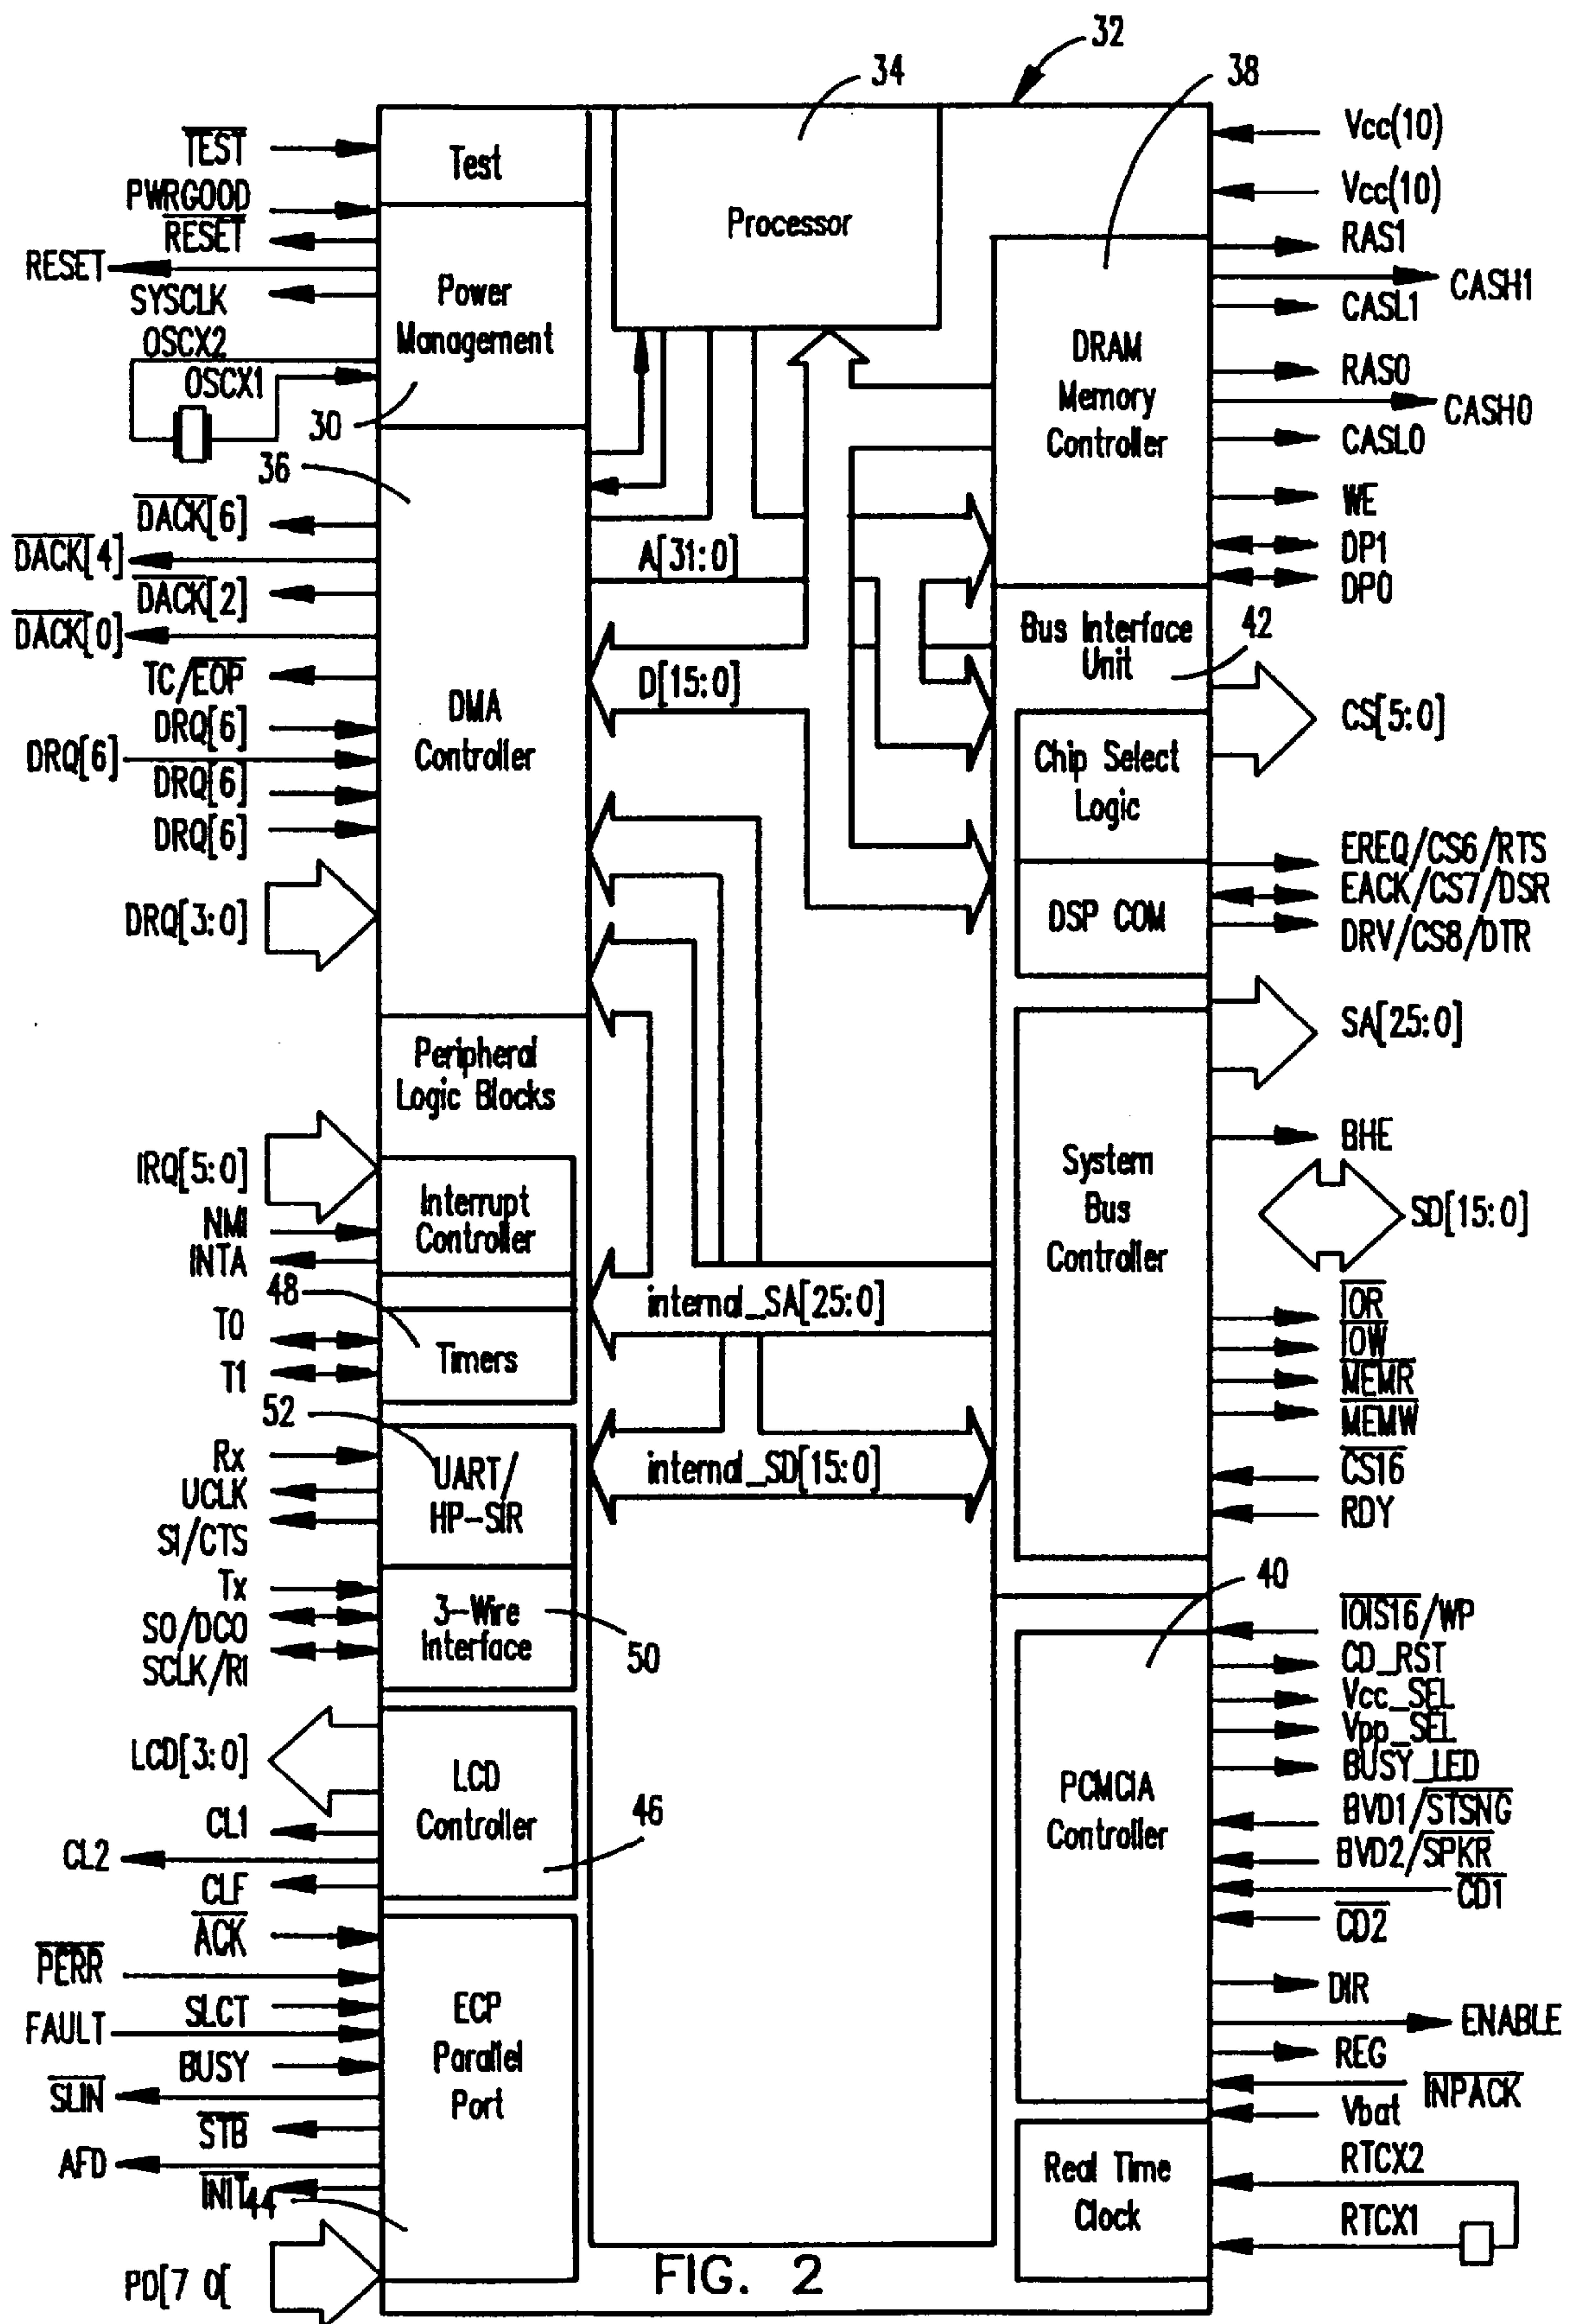 32
34
38
TEST
PWRGOOD
RESET
RESET
SYSCLK
OSCX2
OSCX1
30
36
DACK[6]
DACK[4]
DACK[2]
DACK[0]
TC/EOP
DRQ[6]
DRQ[6]
DRQ[6]
DRQ[6]
DRQ[3:0]
IRQ[5:0]
NMI
INTA
48
T0
T1
52
Rx
UCLK
SI/CTS
Tx
SO/DCO
SCLK/RI
LCD[3:0]
CL1
CL2
CLF
ACK
PERR
SLCT
FAULT
BUSY
SLIN
STB
AFD
INIT
44
PD[7 0[
Test
Power
Management
DMA
Controller
Peripheral
Logic Blocks
Interrupt
Controller
Timers
UART/
HP-SIR
3-Wire
Interface
50
LCD
Controller
46
ECP
Parallel
Port
Processor
A[31:0]
D[15:0]
internal_SA[25:0]
internal_SD[15:0]
DRAM
Memory
Controller
Bus Interface
Unit
42
Chip Select
Logic
DSP COM
System
Bus
Controller
40
PCMCIA
Controller
Real Time
Clock
Vcc(10)
Vcc(10)
RAS1
CASH1
CASL1
RAS0
CASH0
CASL0
WE
DP1
DP0
CS[5:0]
EREQ/CS6/RTS
EACK/CS7/DSR
DRV/CS8/DTR
SA[25:0]
BHE
SD[15:0]
IOR
IOW
MEMR
MEMW
CS16
RDY
IOIS16/WP
CD_RST
Vcc_SEL
Vpp_SEL
BUSY_LED
BVD1/STSNG
BVD2/SPKR
CD1
CD2
DIR
ENABLE
REG
INPACK
Vbat
RTCX2
RTCX1
FIG. 2